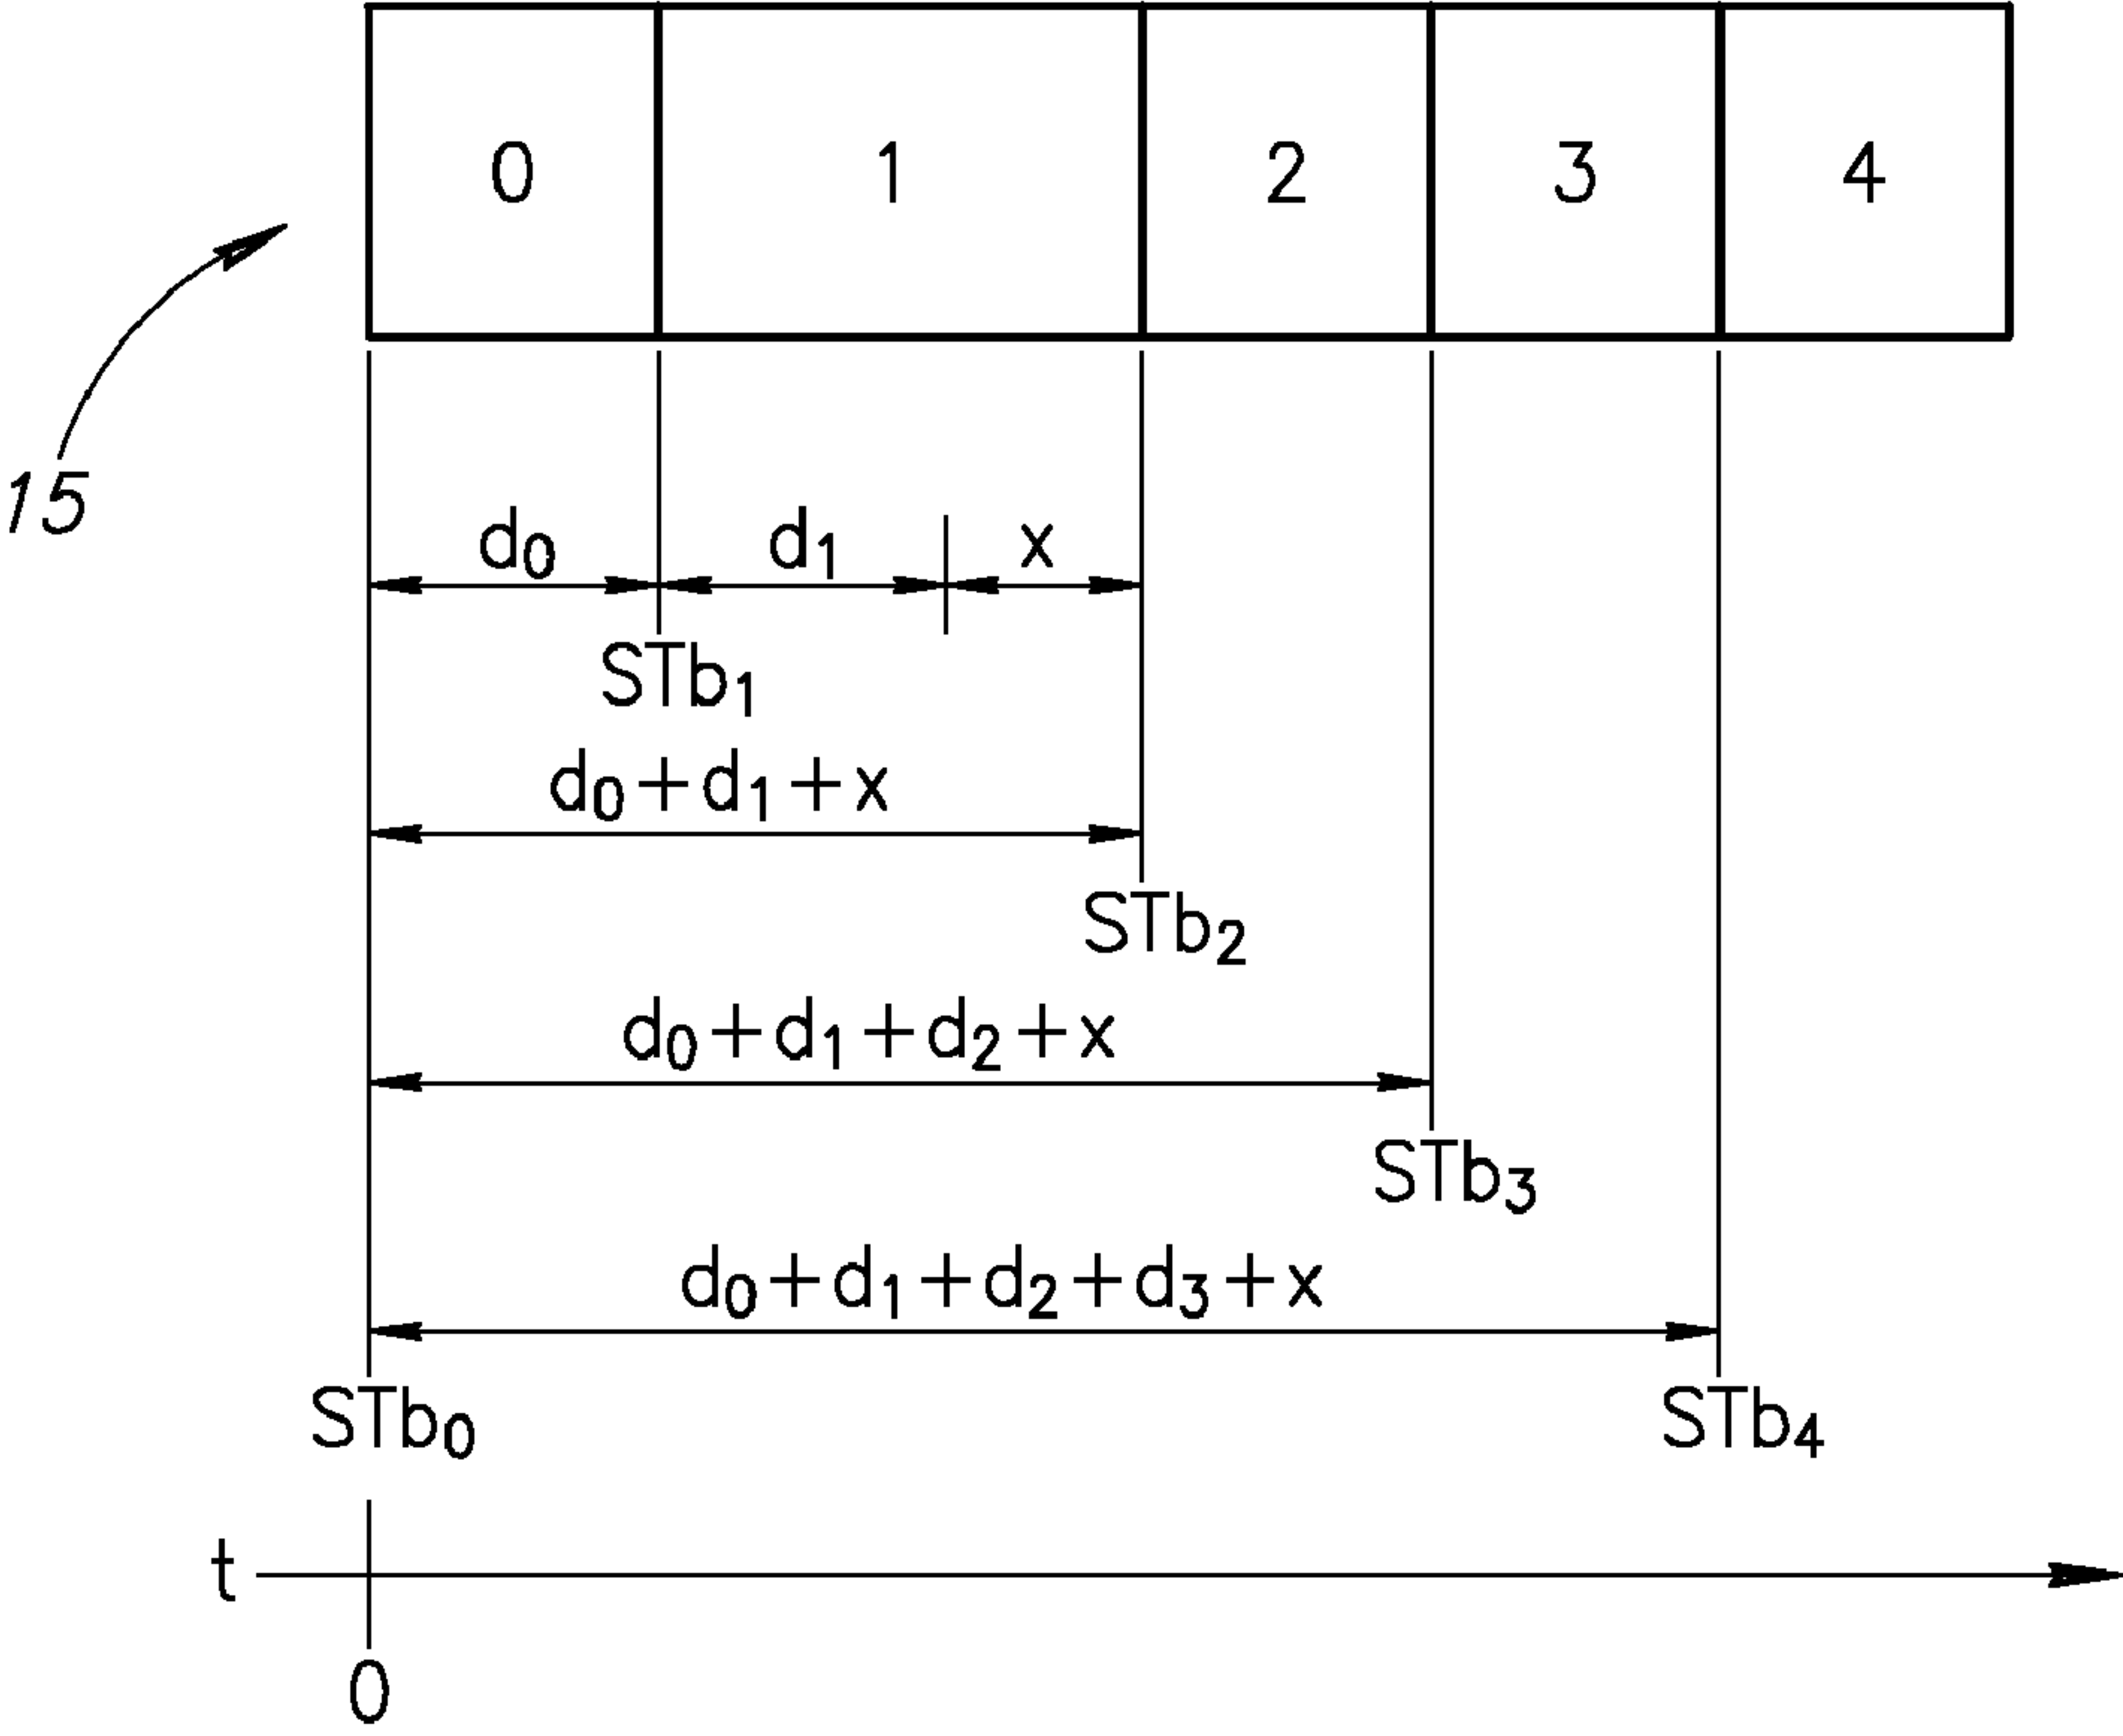 0 1 2 3 4
15
d₀ d₁ x
STb₁
d₀+d₁+x
STb₂
d₀+d₁+d₂+x
STb₃
d₀+d₁+d₂+d₃+x
STb₀ STb₄
t
0